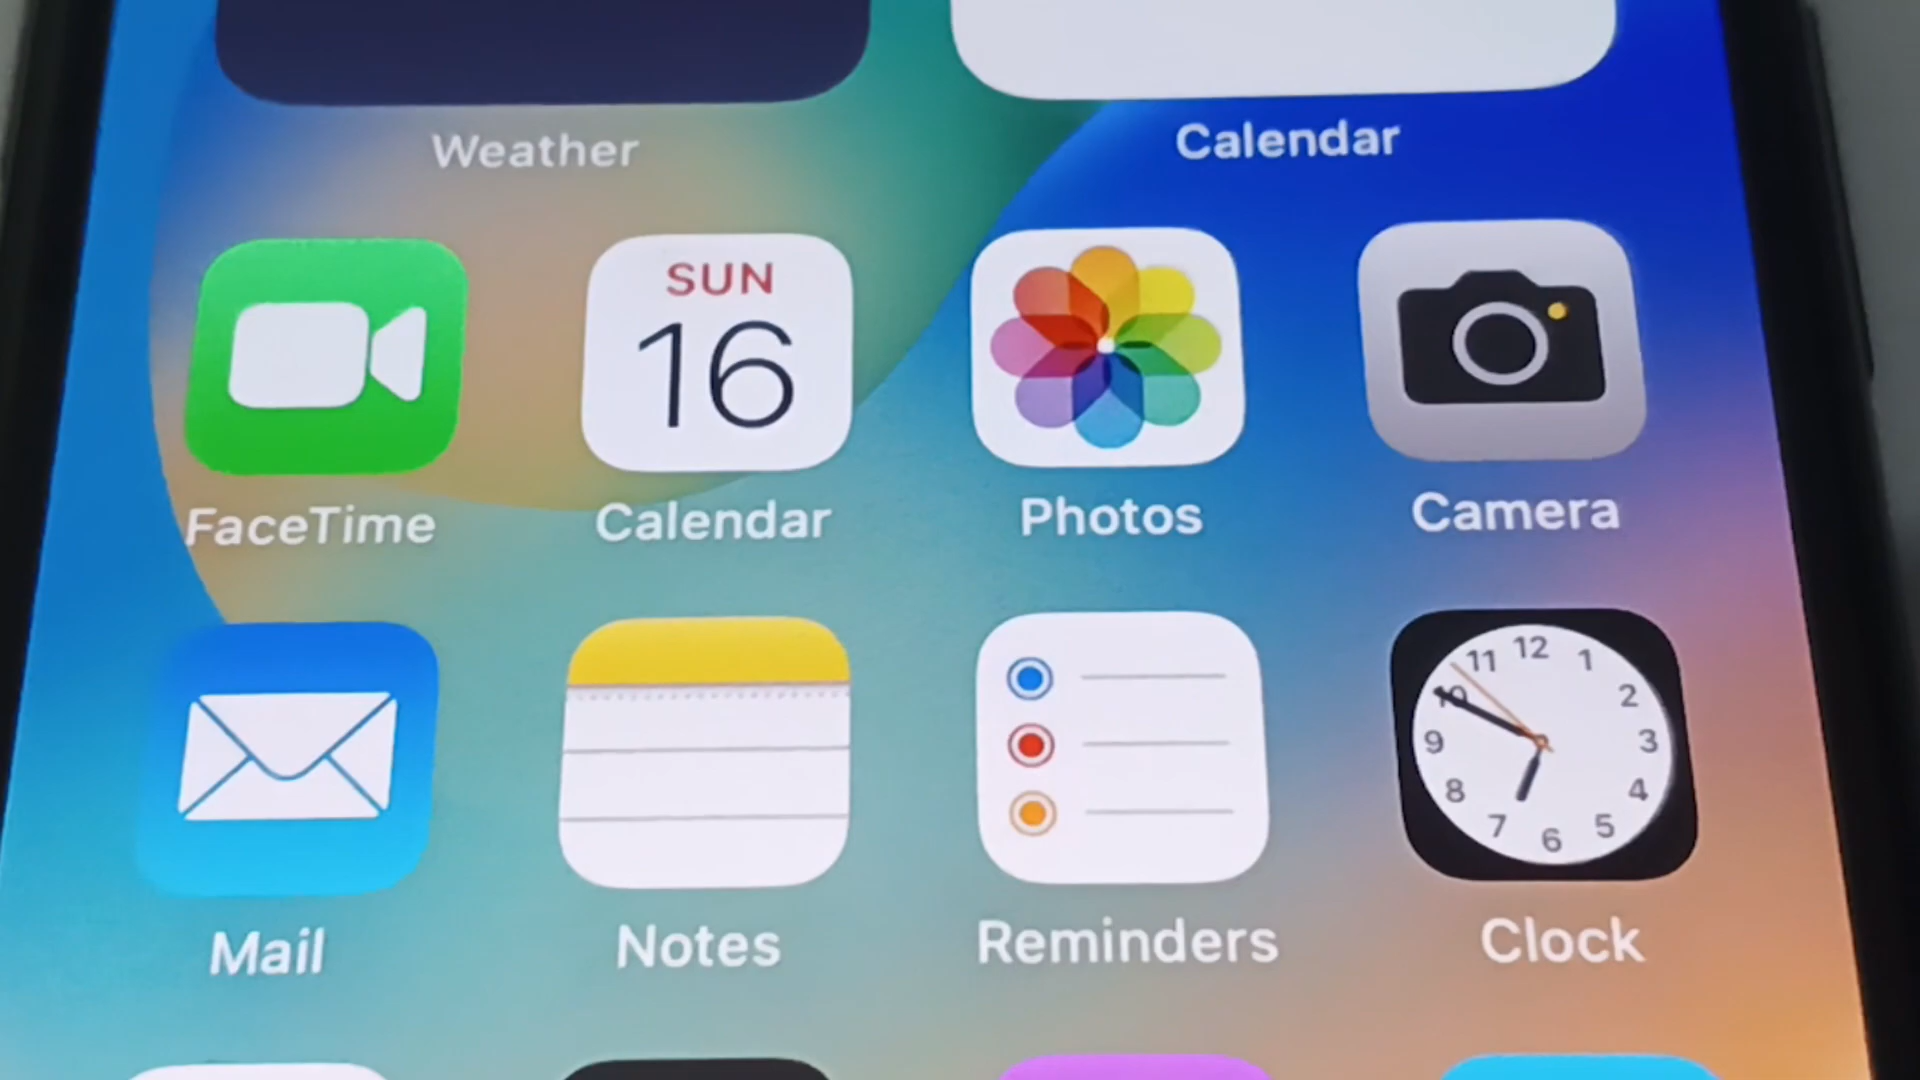 Weather
Calendar
SUN
16
FaceTime
Calendar
Photos
Camera
12
11
1
10
2
9
3
8
4
7
5
6
Mail
Notes
Reminders
Clock